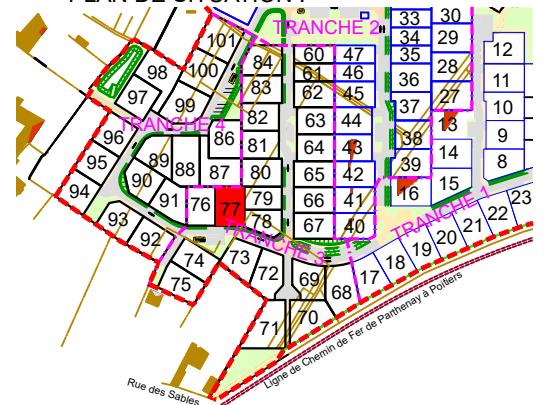 PLAN DE SITUATION :
TRANCHE 2
101 84 60 47 33 30
34 29
98 100 61 46 35 12
83 28
97 99 62 45 36 11
27
82 63 44 37 10
TRANCHE 4
96 86 38 13 9
81 64 43
95 89 88 87 80 65 42 39 14 8
94 90 79 66 41 16 15
91 76 77
93 78 67 40 TRANCHE 1 23
92 TRANCHE 3 22
21
74 73 72 20
75 69 17 18 19
68
71 70
Ligne de Chemin de Fer de Parthenay à Poitiers
Rue des Sables